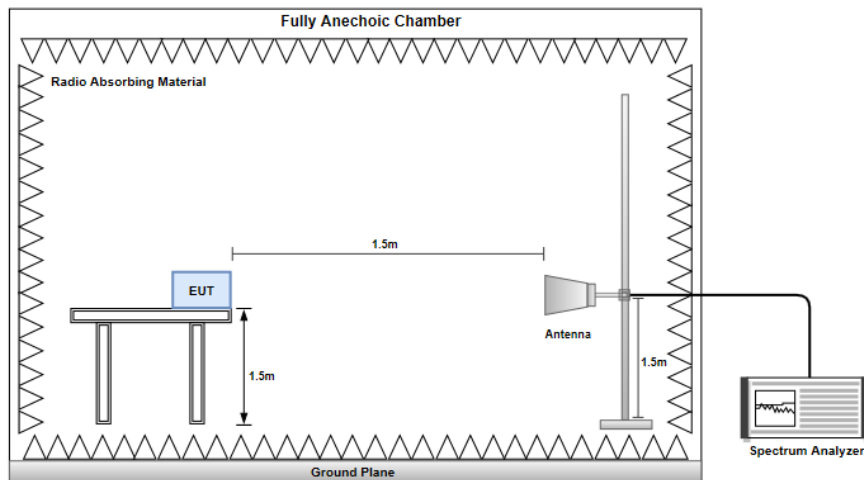 Fully Anechoic Chamber
Radio Absorbing Material
1.5m
EUT
Antenna
1.5m
1.5m
Spectrum Analyzer
Ground Plane